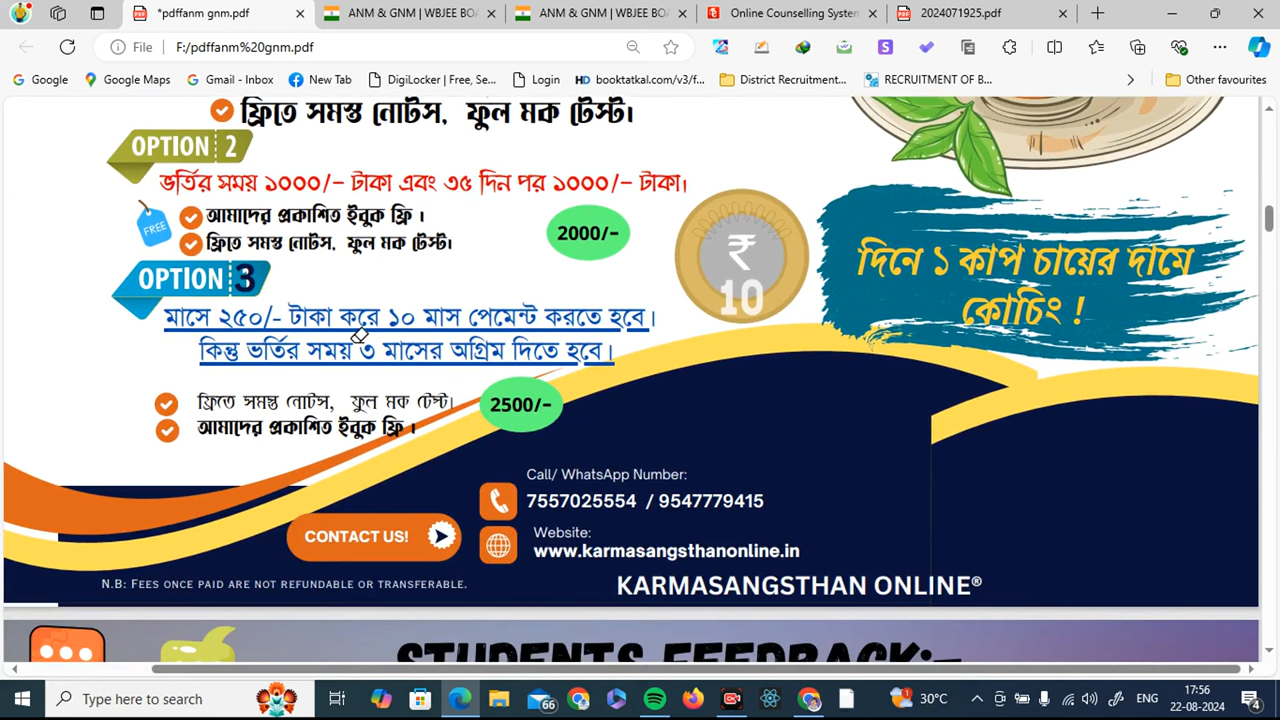 *pdffanm gnm.pdf
ANM & GNM | WBJEE BO
ANM & GNM | WBJEE BO
Online Counselling System
2024071925.pdf
File
F:/pdffanm%20gnm.pdf
Google
Google Maps
Gmail - Inbox
New Tab
DigiLocker | Free, Se...
Login
HD booktatkal.com/v3/f...
District Recruitment...
RECRUITMENT OF B...
Other favourites
ফ্রিতে সমস্ত নোটস, ফুল মক টেস্ট।
OPTION 2
ভর্তির সময় ১০০০/- টাকা এবং ৩৫ দিন পর ১০০০/- টাকা।
FREE
আমাদের প্রকাশিত ইবুক ফ্রি ।
ফ্রিতে সমস্ত নোটস, ফুল মক টেস্ট।
2000/-
₹
10
দিনে ১ কাপ চায়ের দামে
কোচিং !
OPTION 3
মাসে ২৫০/- টাকা করে ১০ মাস পেমেন্ট করতে হবে।
কিন্তু ভর্তির সময় ৩ মাসের অগ্রিম দিতে হবে।
ফ্রিতে সমস্ত নোটস, ফুল মক টেস্ট।
আমাদের প্রকাশিত ইবুক ফ্রি ।
2500/-
Call/ WhatsApp Number:
7557025554 / 9547779415
CONTACT US!
Website:
www.karmasangsthanonline.in
N.B: FEES ONCE PAID ARE NOT REFUNDABLE OR TRANSFERABLE.
KARMASANGSTHAN ONLINE®
STUDENTS FEEDBACK:-
Type here to search
66
30°C
ENG
17:56
22-08-2024
4